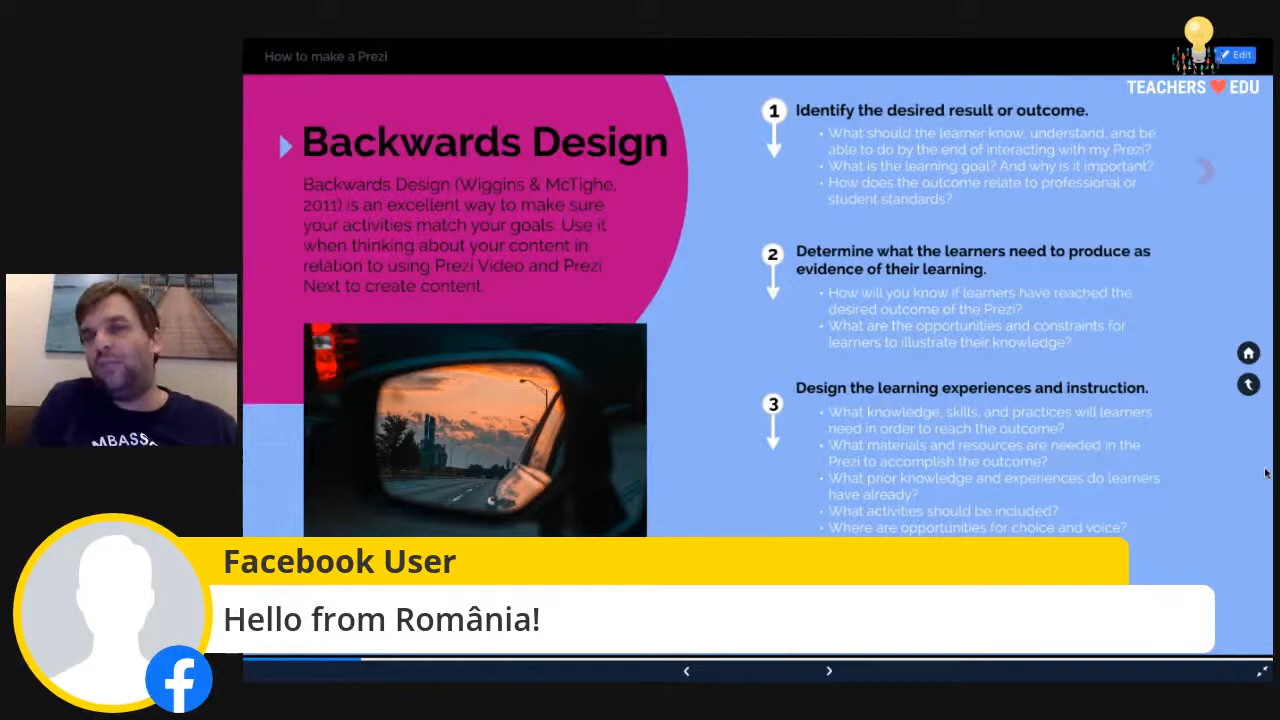 How to make a Prezi
Edit
TEACHERS EDU
Backwards Design
Backwards Design (Wiggins & McTighe,
2011) is an excellent way to make sure
your activities match your goals. Use it
when thinking about your content in
relation to using Prezi Video and Prezi
Next to create content.
1
Identify the desired result or outcome.
• What should the learner know, understand, and be
able to do by the end of interacting with my Prezi?
• What is the learning goal? And why is it important?
• How does the outcome relate to professional or
student standards?
2
Determine what the learners need to produce as
evidence of their learning.
• How will you know if learners have reached the
desired outcome of the Prezi?
• What are the opportunities and constraints for
learners to illustrate their knowledge?
3
Design the learning experiences and instruction.
• What knowledge, skills, and practices will learners
need in order to reach the outcome?
• What materials and resources are needed in the
Prezi to accomplish the outcome?
• What prior knowledge and experiences do learners
have already?
• What activities should be included?
• Where are opportunities for choice and voice?
MBASS
Facebook User
Hello from România!